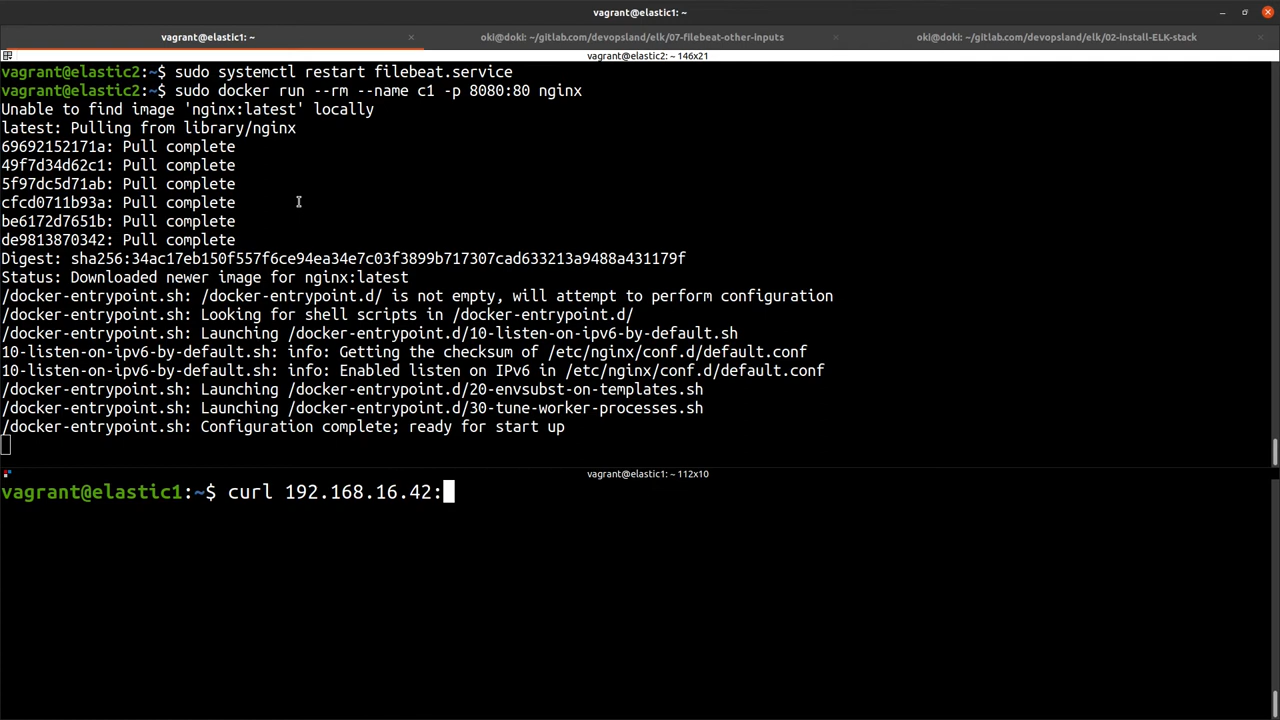 vagrant@elastic1: ~
vagrant@elastic1: ~
oki@doki: ~/gitlab.com/devopsland/elk/07-filebeat-other-inputs
oki@doki: ~/gitlab.com/devopsland/elk/02-install-ELK-stack
vagrant@elastic2: ~ 146x21
vagrant@elastic2:~$ sudo systemctl restart filebeat.service
vagrant@elastic2:~$ sudo docker run --rm --name c1 -p 8080:80 nginx
Unable to find image 'nginx:latest' locally
latest: Pulling from library/nginx
69692152171a: Pull complete
49f7d34d62c1: Pull complete
5f97dc5d71ab: Pull complete
cfcd0711b93a: Pull complete
be6172d7651b: Pull complete
de9813870342: Pull complete
Digest: sha256:34ac17eb150f557f6ce94ea34e7c03f3899b717307cad633213a9488a431179f
Status: Downloaded newer image for nginx:latest
/docker-entrypoint.sh: /docker-entrypoint.d/ is not empty, will attempt to perform configuration
/docker-entrypoint.sh: Looking for shell scripts in /docker-entrypoint.d/
/docker-entrypoint.sh: Launching /docker-entrypoint.d/10-listen-on-ipv6-by-default.sh
10-listen-on-ipv6-by-default.sh: info: Getting the checksum of /etc/nginx/conf.d/default.conf
10-listen-on-ipv6-by-default.sh: info: Enabled listen on IPv6 in /etc/nginx/conf.d/default.conf
/docker-entrypoint.sh: Launching /docker-entrypoint.d/20-envsubst-on-templates.sh
/docker-entrypoint.sh: Launching /docker-entrypoint.d/30-tune-worker-processes.sh
/docker-entrypoint.sh: Configuration complete; ready for start up
vagrant@elastic1: ~ 112x10
vagrant@elastic1:~$ curl 192.168.16.42: